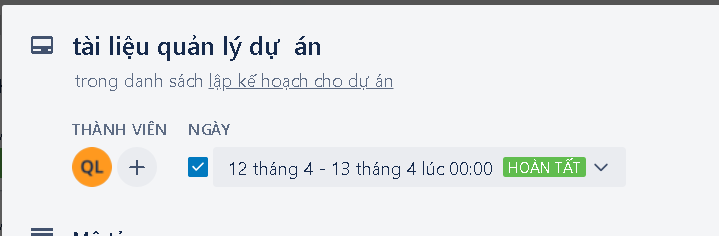 tài liệu quản lý dự án
trong danh sách lập kế hoạch cho dự án
THÀNH VIÊN NGÀY
QL + 12 tháng 4 - 13 tháng 4 lúc 00:00 HOÀN TẤT